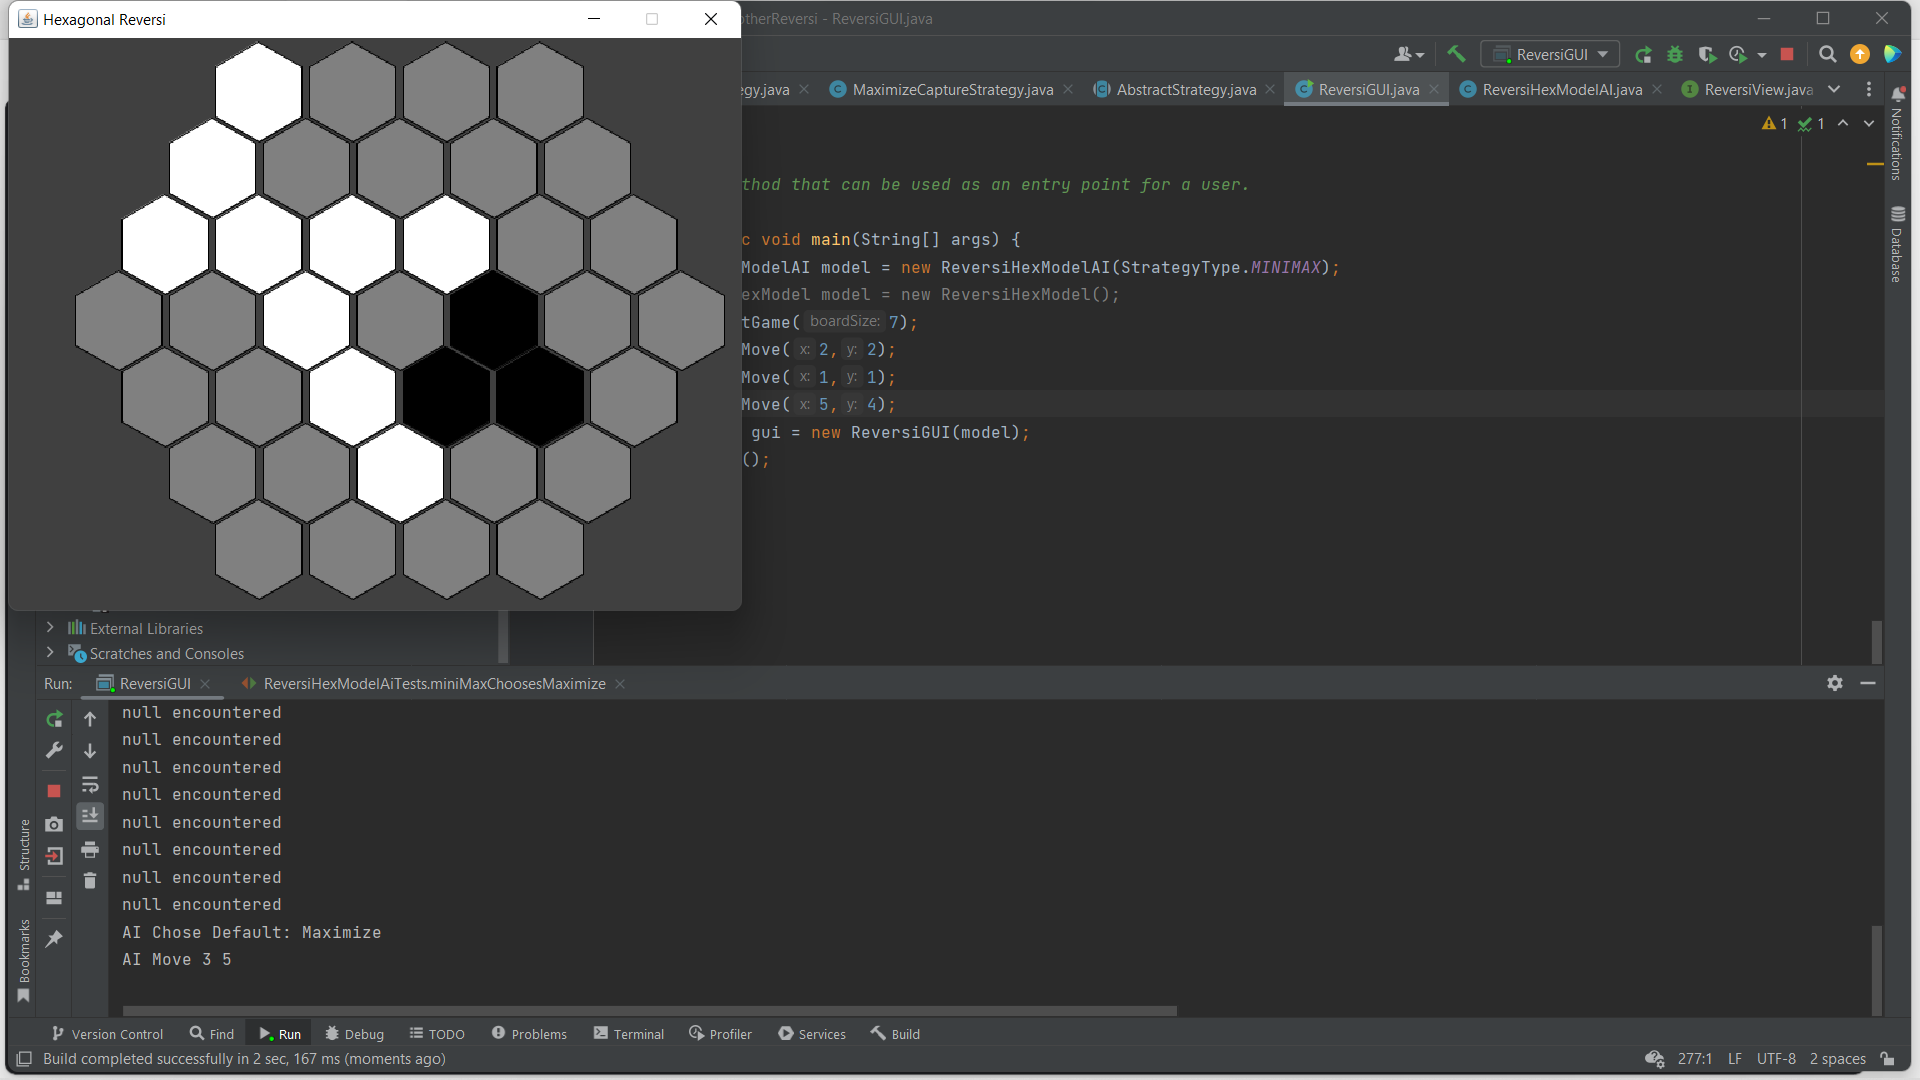 Hexagonal Reversi
otherReversi - ReversiGUI.java
ReversiGUI
egy.java
MaximizeCaptureStrategy.java
AbstractStrategy.java
ReversiGUI.java
ReversiHexModelAI.java
ReversiView.java
1 1
Notifications
Database
thod that can be used as an entry point for a user.
c void main(String[] args) {
ModelAI model = new ReversiHexModelAI(StrategyType.MINIMAX);
exModel model = new ReversiHexModel();
tGame( boardSize: 7);
Move( x: 2, y: 2);
Move( x: 1, y: 1);
Move( x: 5, y: 4);
gui = new ReversiGUI(model);
();
External Libraries
Scratches and Consoles
Run: ReversiGUI ReversiHexModelAiTests.miniMaxChoosesMaximize
null encountered
null encountered
null encountered
null encountered
null encountered
null encountered
null encountered
null encountered
AI Chose Default: Maximize
AI Move 3 5
Structure
Bookmarks
Version Control Find Run Debug TODO Problems Terminal Profiler Services Build
Build completed successfully in 2 sec, 167 ms (moments ago)
277:1 LF UTF-8 2 spaces